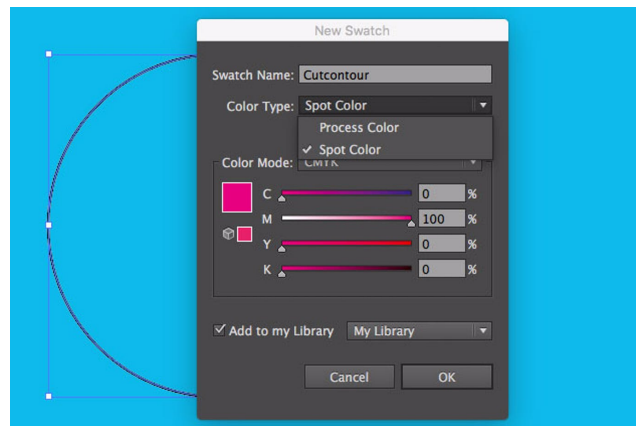 New Swatch
Swatch Name: Cutcontour
Color Type: Spot Color
Process Color
✓ Spot Color
Color Mode: CMYK
C 0 %
M 100 %
Y 0 %
K 0 %
Add to my Library My Library
Cancel OK